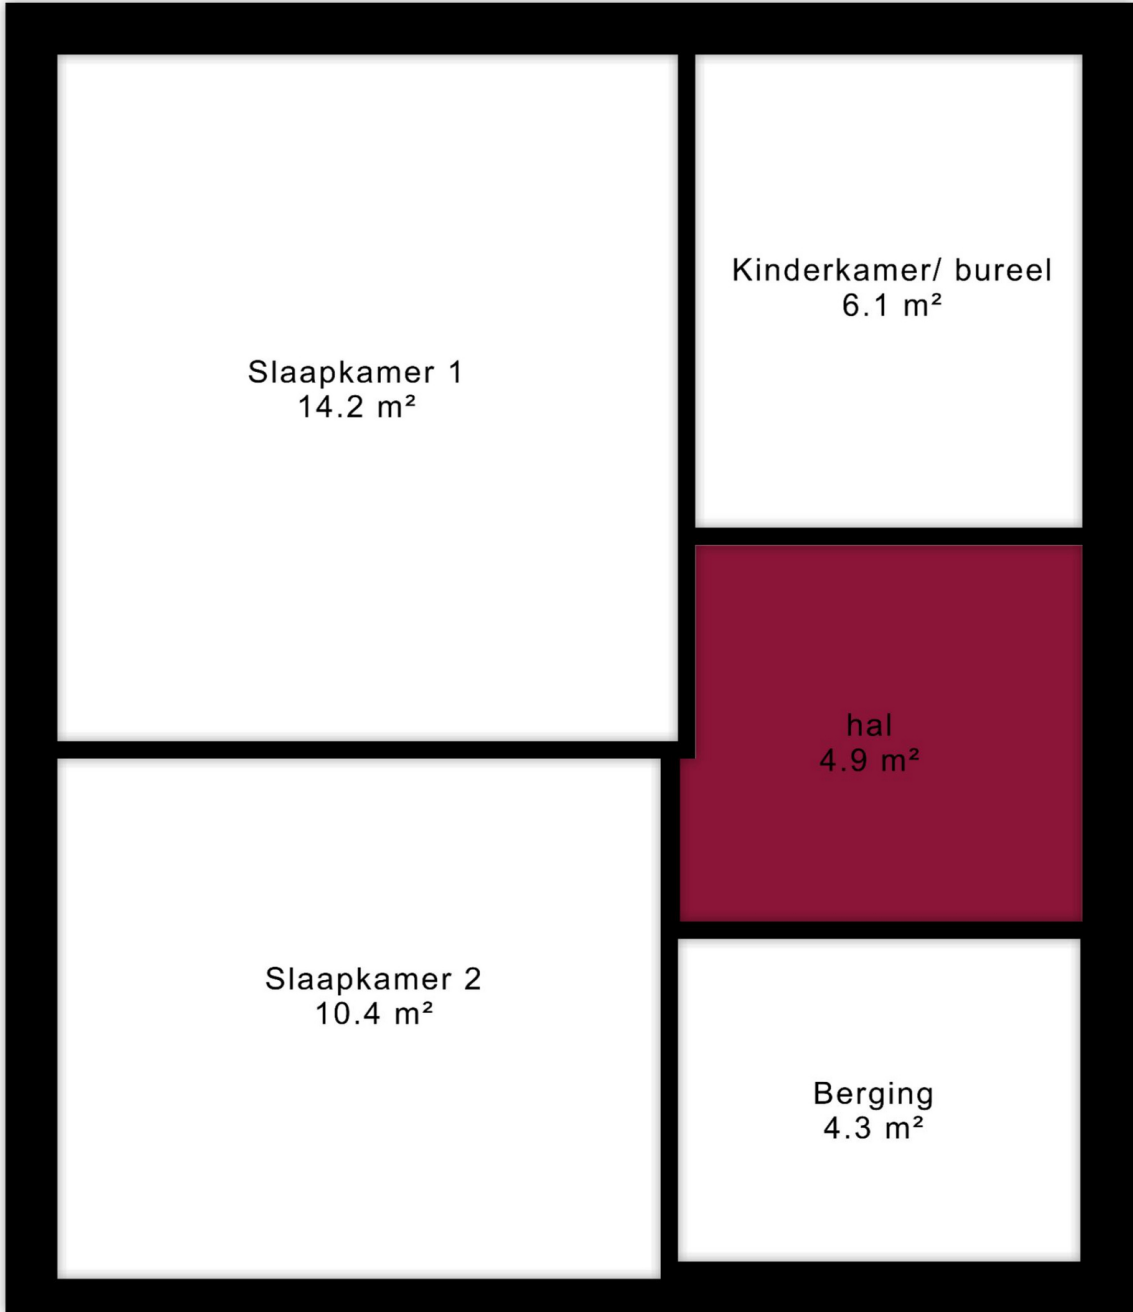 Kinderkamer/ bureel
6.1 m²
Slaapkamer 1
14.2 m²
hal
4.9 m²
Slaapkamer 2
10.4 m²
Berging
4.3 m²